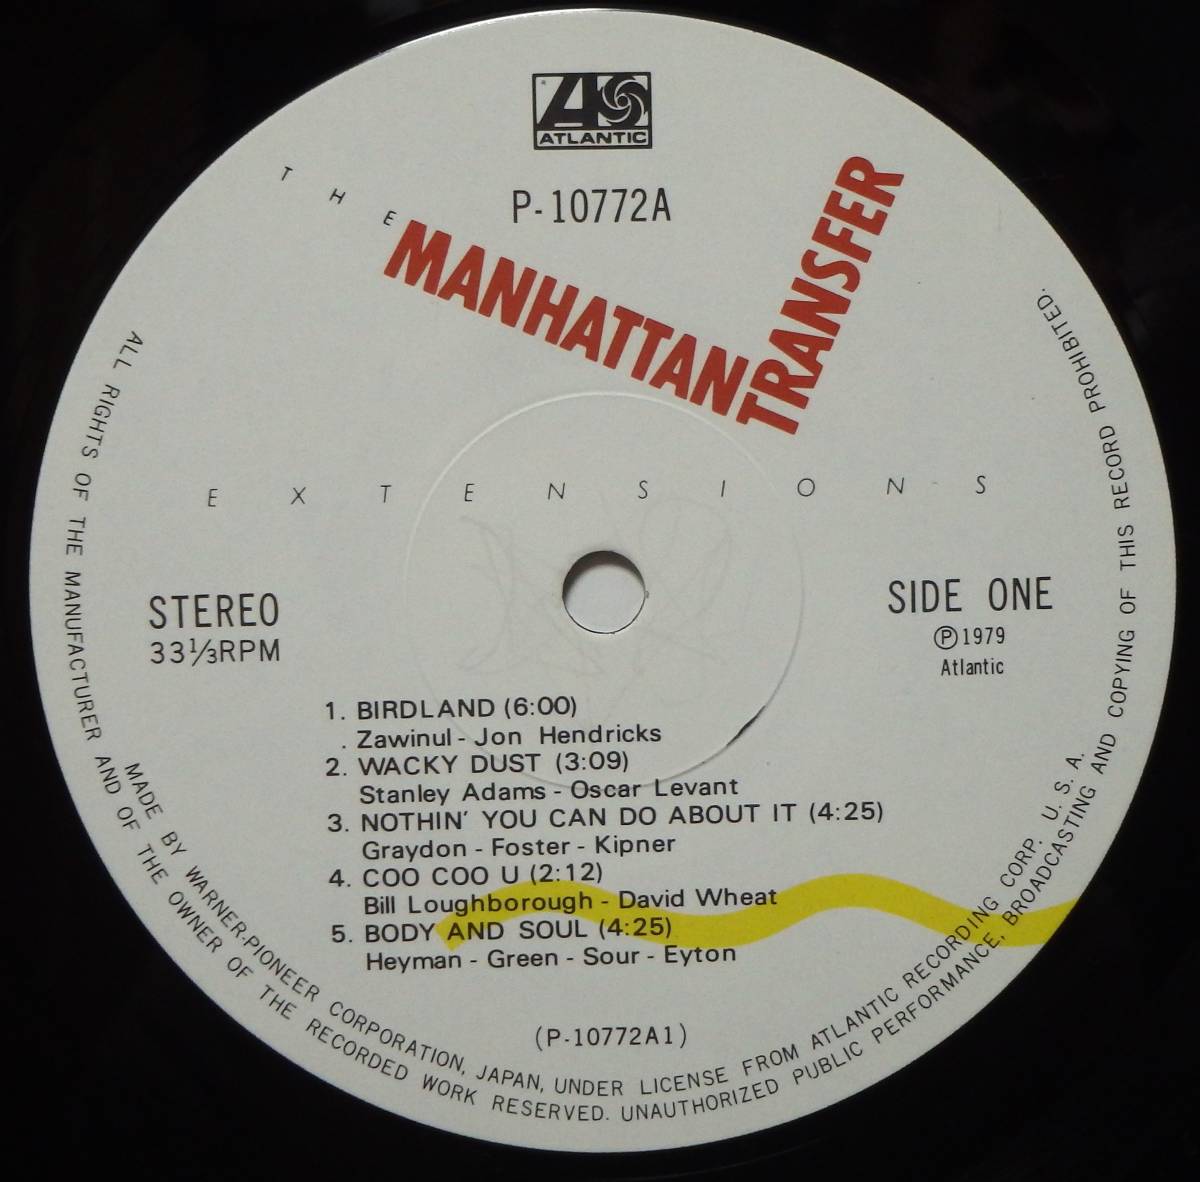 ATLANTIC
P-10772A
THE
MANHATTAN
TRANSFER
EXTENSIONS
STEREO
33⅓RPM
SIDE ONE
Ⓟ1979
Atlantic
1. BIRDLAND (6:00)
Zawinul - Jon Hendricks
2. WACKY DUST (3:09)
Stanley Adams - Oscar Levant
3. NOTHIN' YOU CAN DO ABOUT IT (4:25)
Graydon - Foster - Kipner
4. COO COO U (2:12)
Bill Loughborough - David Wheat
5. BODY AND SOUL (4:25)
Heyman - Green - Sour - Eyton
(P-10772A1)
MADE BY WARNER-PIONEER CORPORATION, JAPAN, UNDER LICENSE FROM ATLANTIC RECORDING CORP. U. S. A.
ALL RIGHTS OF THE MANUFACTURER AND OF THE OWNER OF THE RECORDED WORK RESERVED. UNAUTHORIZED PUBLIC PERFORMANCE, BROADCASTING AND COPYING OF THIS RECORD PROHIBITED.